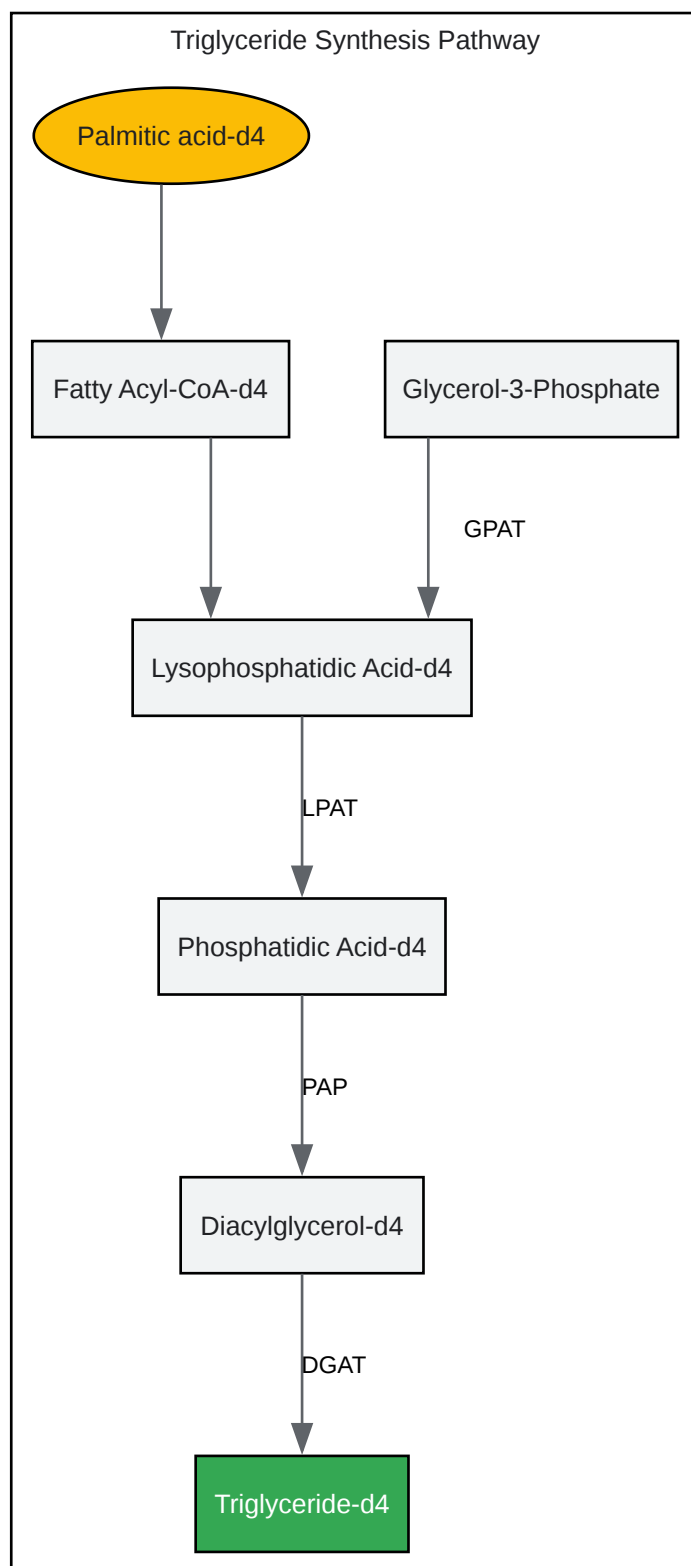 Triglyceride Synthesis Pathway
Palmitic acid-d4
Fatty Acyl-CoA-d4
Glycerol-3-Phosphate
GPAT
Lysophosphatidic Acid-d4
LPAT
Phosphatidic Acid-d4
PAP
Diacylglycerol-d4
DGAT
Triglyceride-d4